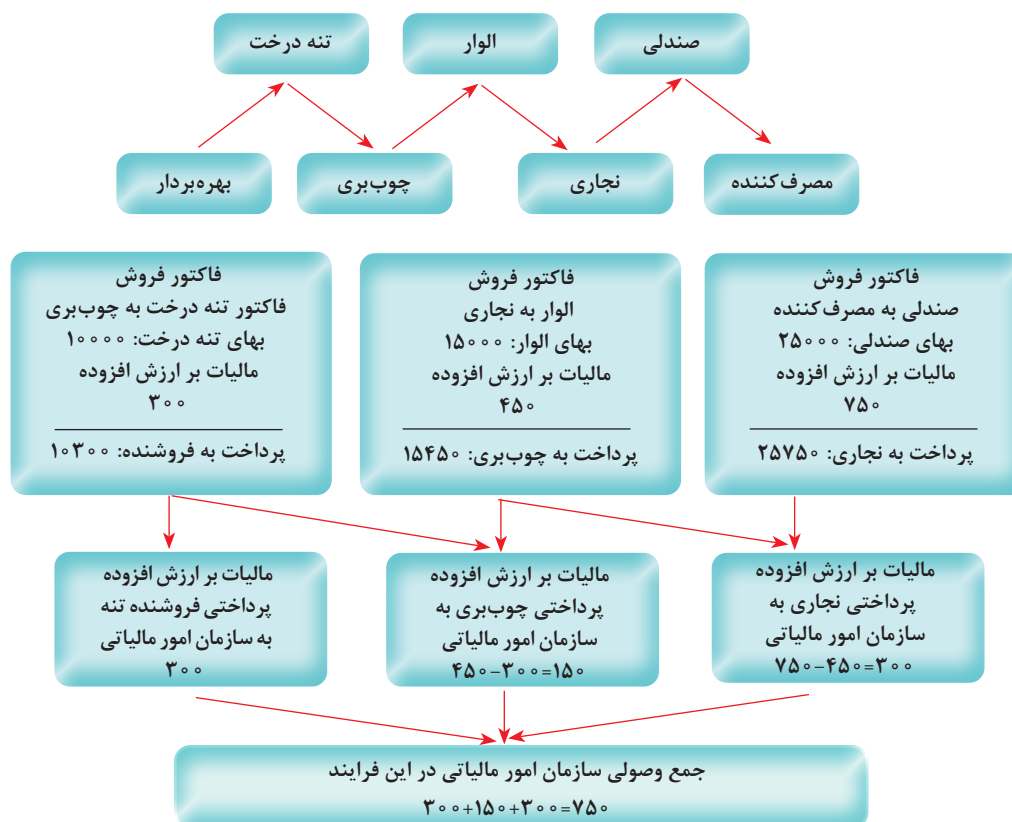 صندلی
الوار
تنه درخت
مصرف‌کننده
نجاری
چوب‌بری
بهره‌بردار
فاکتور فروش
صندلی به مصرف‌کننده
بهای صندلی: ۲۵۰۰۰
مالیات بر ارزش افزوده
۷۵۰
پرداخت به نجاری: ۲۵۷۵۰
فاکتور فروش
الوار به نجاری
بهای الوار: ۱۵۰۰۰
مالیات بر ارزش افزوده
۴۵۰
پرداخت به چوب‌بری: ۱۵۴۵۰
فاکتور فروش
فاکتور تنه درخت به چوب‌بری
بهای تنه درخت: ۱۰۰۰۰
مالیات بر ارزش افزوده
۳۰۰
پرداخت به فروشنده: ۱۰۳۰۰
مالیات بر ارزش افزوده
پرداختی نجاری به
سازمان امور مالیاتی
۷۵۰-۴۵۰=۳۰۰
مالیات بر ارزش افزوده
پرداختی چوب‌بری به
سازمان امور مالیاتی
۴۵۰-۳۰۰=۱۵۰
مالیات بر ارزش افزوده
پرداختی فروشنده تنه
به سازمان امور مالیاتی
۳۰۰
جمع وصولی سازمان امور مالیاتی در این فرایند
۳۰۰+۱۵۰+۳۰۰=۷۵۰